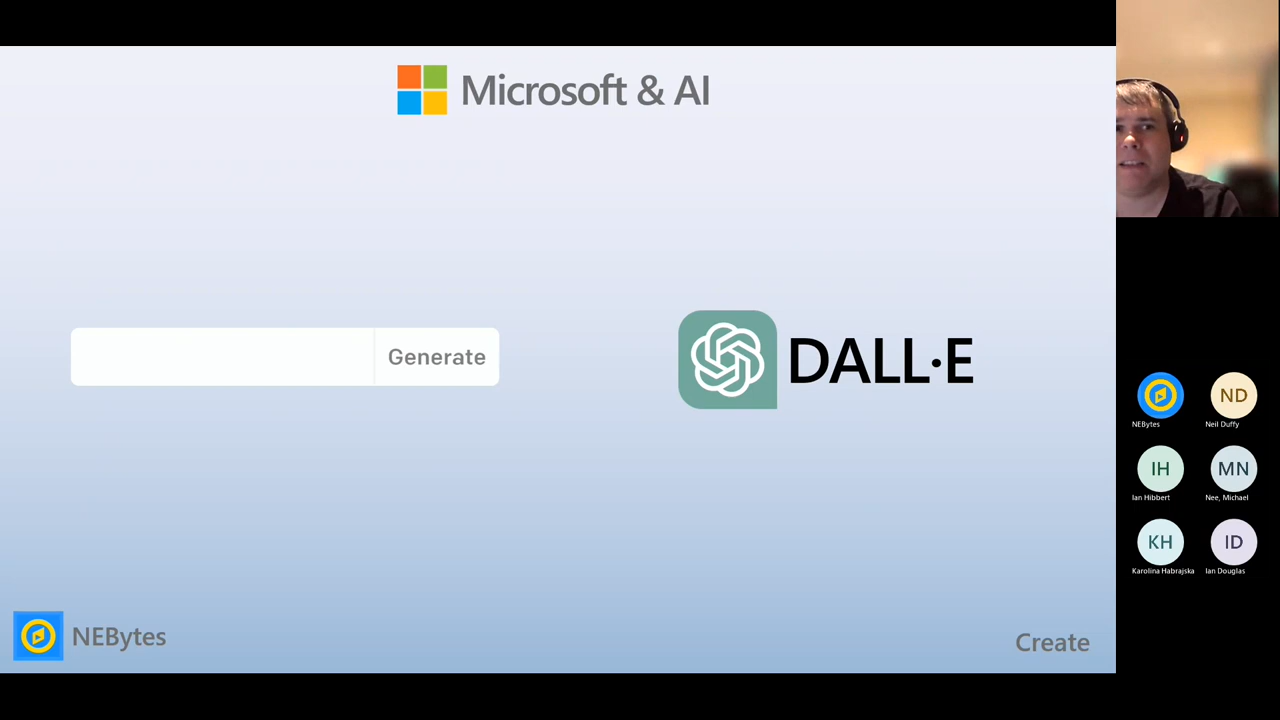 Microsoft & AI
Generate
DALL·E
NEBytes
Create
NEBytes
ND
Neil Duffy
IH
Ian Hibbert
MN
Nee, Michael
KH
Karolina Habrajska
ID
Ian Douglas